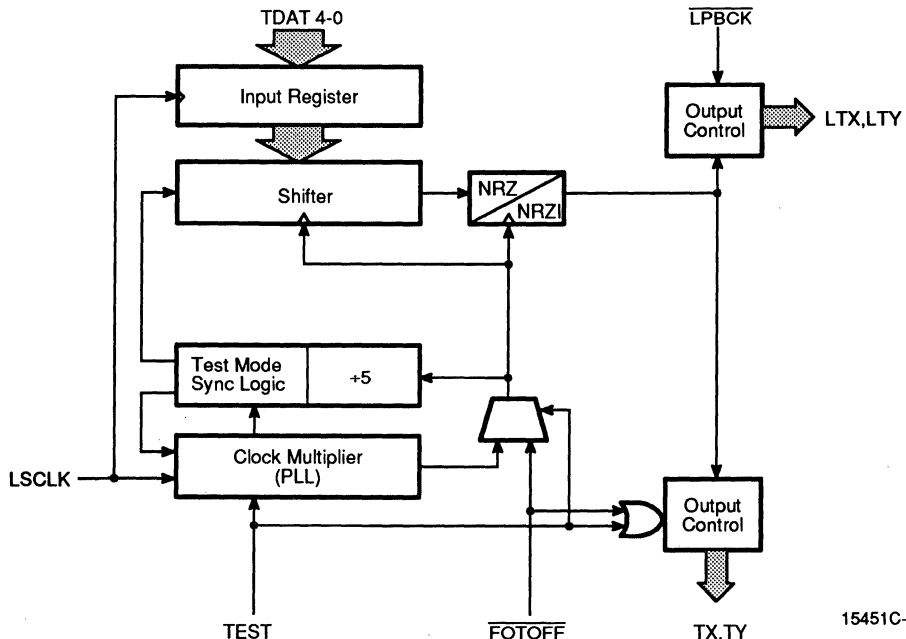 TDAT 4-0
LPBCK
Input Register
Output
Control
LTX,LTY
Shifter
NRZ
NRZI
Test Mode
Sync Logic
÷5
Clock Multiplier
(PLL)
LSCLK
Output
Control
TEST
FOTOFF
TX,TY
15451C-